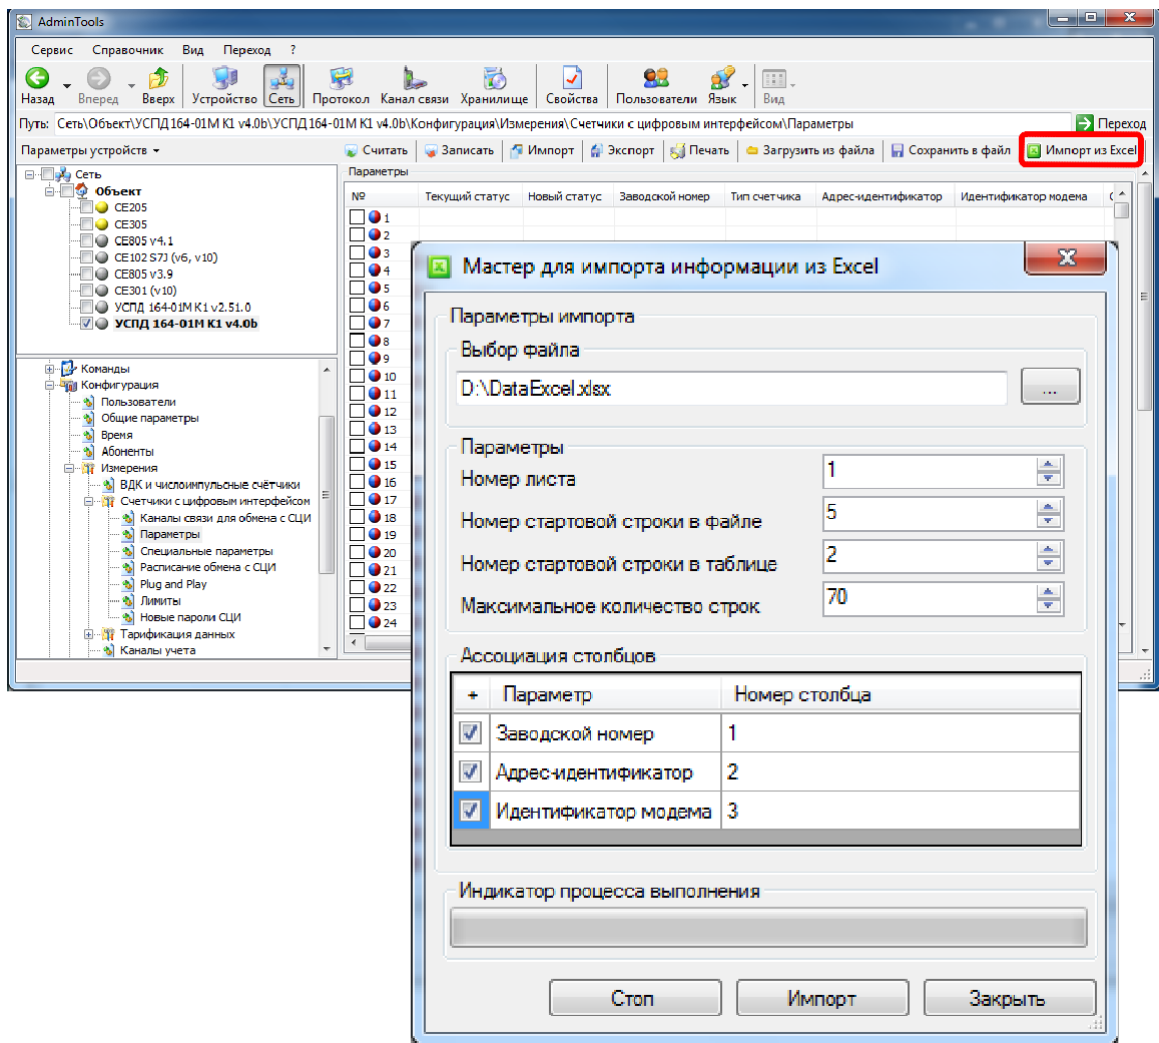 AdminTools
Сервис Справочник Вид Переход ?
Назад Вперед Вверх Устройство Сеть Протокол Канал связи Хранилище Свойства Пользователи Язык Вид
Путь: Сеть\Объект\УСПД164-01М К1 v4.0b\УСПД164-01М К1 v4.0b\Конфигурация\Измерения\Счетчики с цифровым интерфейсом\Параметры Переход
Параметры устройств Считать Записать Импорт Экспорт Печать Загрузить из файла Сохранить в файл Импорт из Excel
Сеть
Объект
CE205
CE305
CE805 v4.1
CE102 S7J (v6, v10)
CE805 v3.9
CE301 (v10)
УСПД 164-01М К1 v2.51.0
УСПД 164-01М К1 v4.0b
Команды
Конфигурация
Пользователи
Общие параметры
Время
Абоненты
Измерения
ВДК и числоимпульсные счётчики
Счетчики с цифровым интерфейсом
Каналы связи для обмена с СЦИ
Параметры
Специальные параметры
Расписание обмена с СЦИ
Plug and Play
Лимиты
Новые пароли СЦИ
Тарификация данных
Каналы учета
Параметры
№ Текущий статус Новый статус Заводской номер Тип счетчика Адрес-идентификатор Идентификатор модема
1
2
3
4
5
6
7
8
9
10
11
12
13
14
15
16
17
18
19
20
21
22
23
24
Мастер для импорта информации из Excel
Параметры импорта
Выбор файла
D:\DataExcel.xlsx ...
Параметры
Номер листа 1
Номер стартовой строки в файле 5
Номер стартовой строки в таблице 2
Максимальное количество строк 70
Ассоциация столбцов
+ Параметр Номер столбца
Заводской номер 1
Адрес-идентификатор 2
Идентификатор модема 3
Индикатор процесса выполнения
Стоп Импорт Закрыть